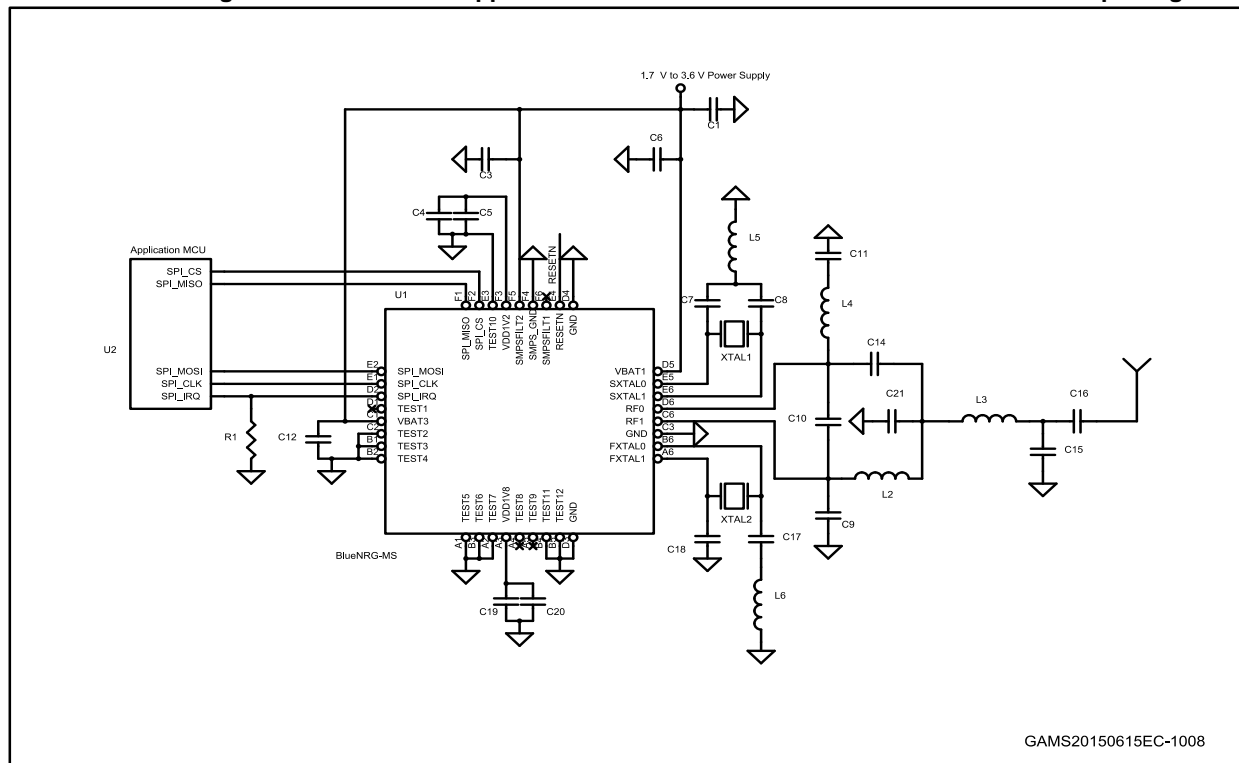 1.7 V to 3.6 V Power Supply
C1
C6
C3
C4
C5
L5
C11
Application MCU
SPI_CS
SPI_MISO
U2
SPI_MOSI
SPI_CLK
SPI_IRQ
R1
C12
U1
F1
F2
E3
F3
F5
F4
F6
E4
D4
RESETN
SPI_MISO
SPI_CS
TEST10
VDD1V2
SMPSFILT2
SMPS_GND
SMPSFILT1
RESETN
GND
C7
C8
XTAL1
L4
C14
E2
E1
D2
D1
C1
C2
B1
B2
SPI_MOSI
SPI_CLK
SPI_IRQ
TEST1
VBAT3
TEST2
TEST3
TEST4
VBAT1
SXTAL0
SXTAL1
RF0
RF1
GND
FXTAL0
FXTAL1
D5
E5
E6
D6
C6
C3
B6
A6
C10
C21
L3
C16
C15
L2
C9
TEST5
TEST6
TEST7
VDD1V8
TEST8
TEST9
TEST11
TEST12
GND
A1
BlueNRG-MS
XTAL2
C18
C17
L6
C19
C20
GAMS20150615EC-1008